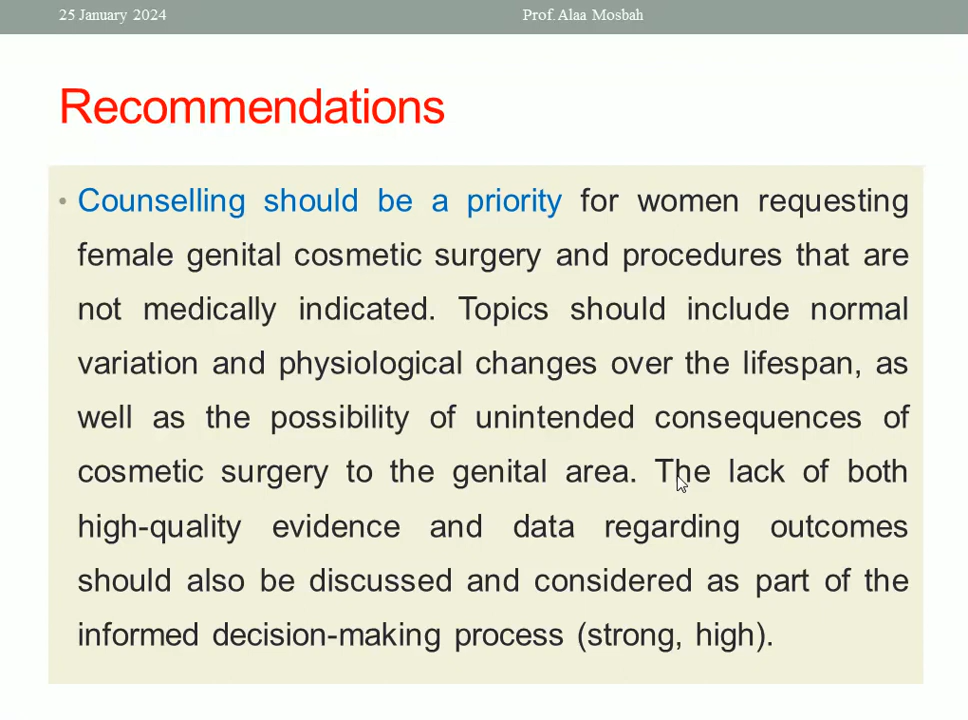 25 January 2024
Prof. Alaa Mosbah
Recommendations
• Counselling should be a priority for women requesting
female genital cosmetic surgery and procedures that are
not medically indicated. Topics should include normal
variation and physiological changes over the lifespan, as
well as the possibility of unintended consequences of
cosmetic surgery to the genital area. The lack of both
high-quality evidence and data regarding outcomes
should also be discussed and considered as part of the
informed decision-making process (strong, high).